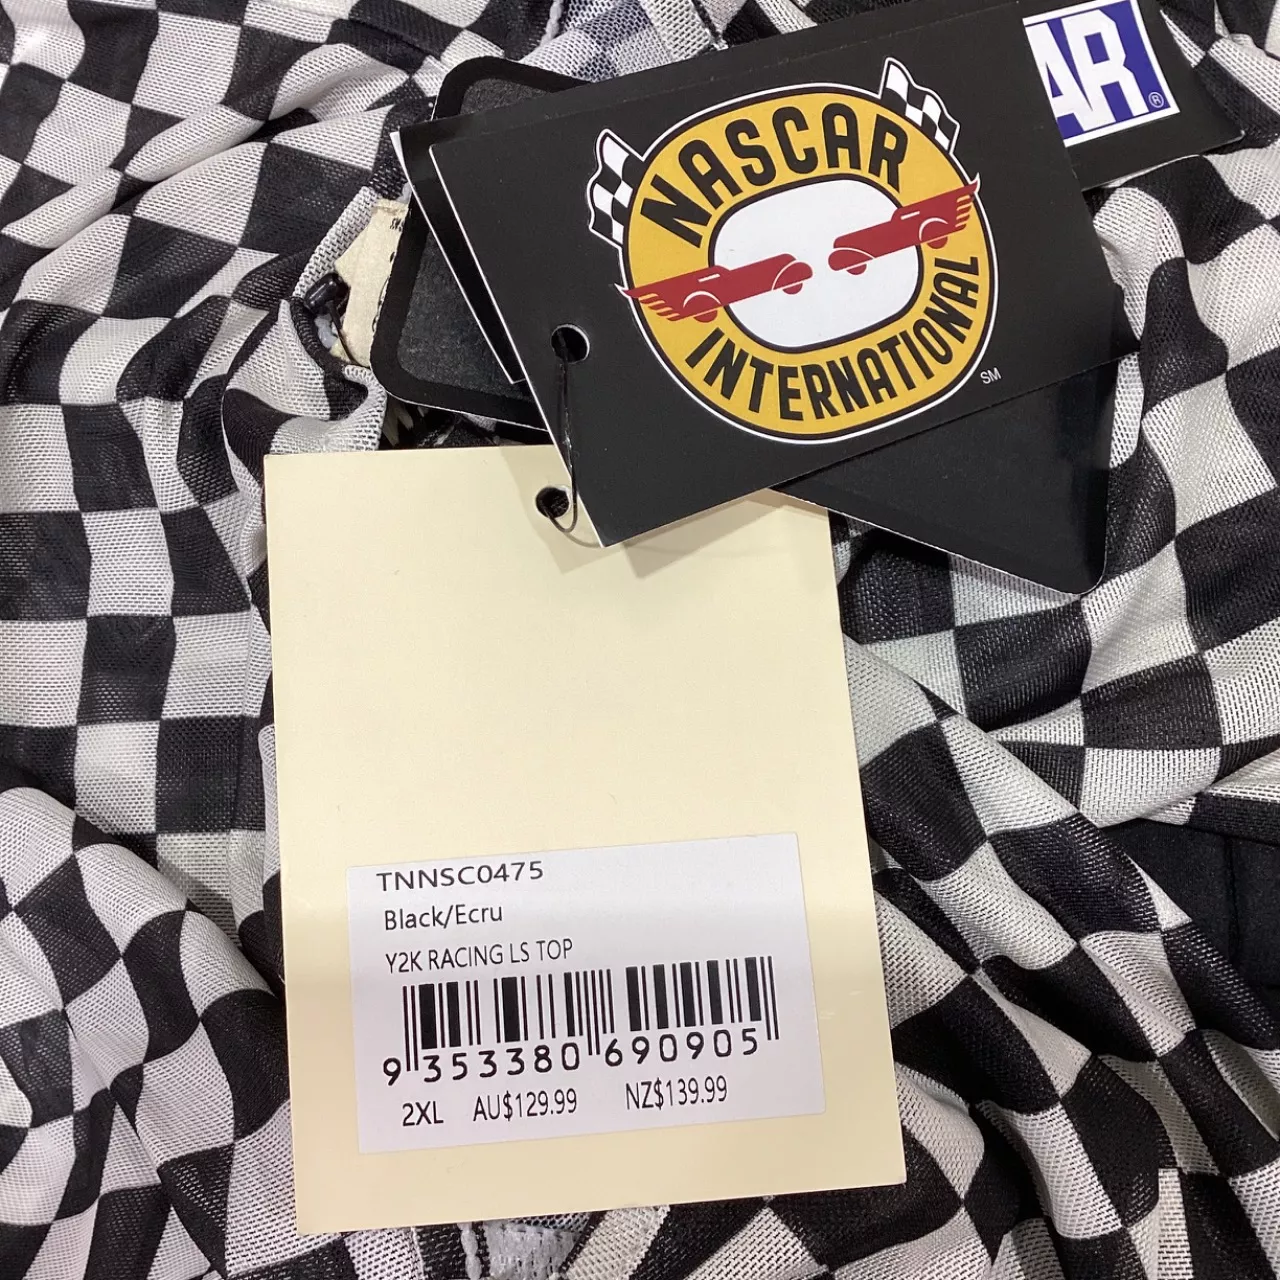 AR®
NASCAR
INTERNATIONAL
SM
TNNSC0475
Black/Ecru
Y2K RACING LS TOP
9 353380 690905
2XL AU$129.99 NZ$139.99